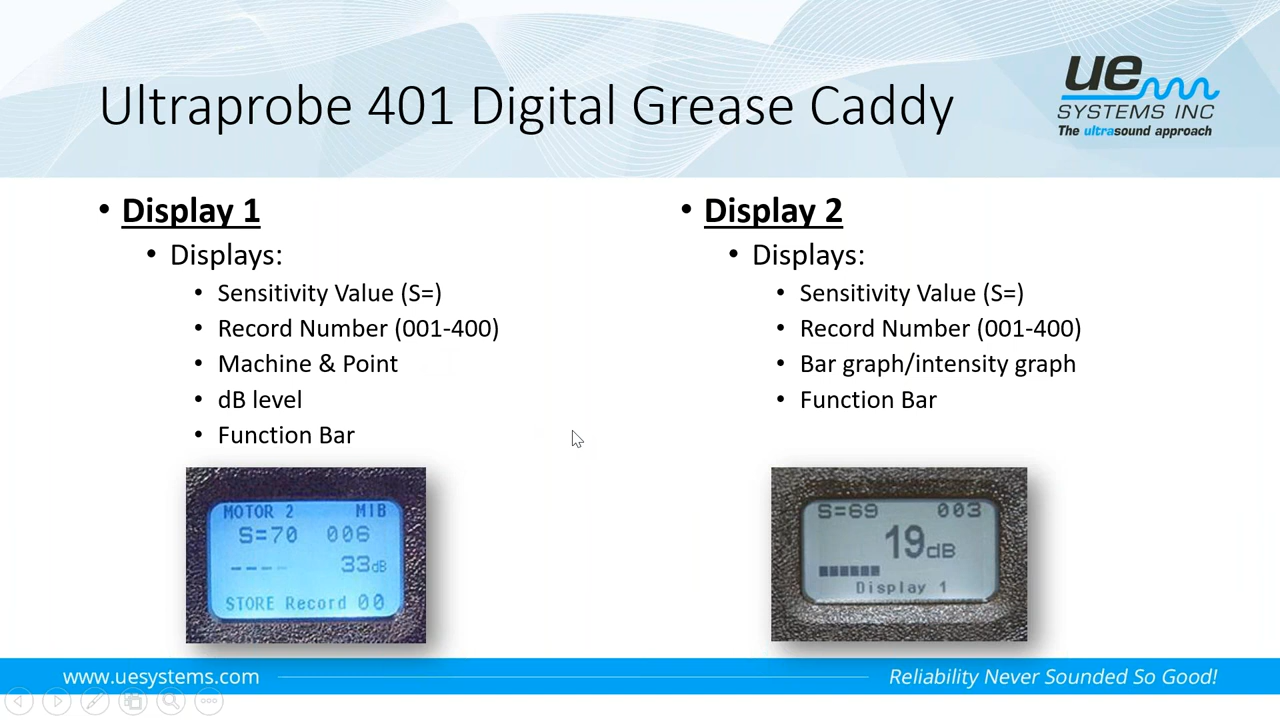 Ultraprobe 401 Digital Grease Caddy
ue
SYSTEMS INC
The ultrasound approach
• Display 1
• Displays:
• Sensitivity Value (S=)
• Record Number (001-400)
• Machine & Point
• dB level
• Function Bar
MOTOR 2 MIB
S=70 006
---- 33dB
STORE Record 00
• Display 2
• Displays:
• Sensitivity Value (S=)
• Record Number (001-400)
• Bar graph/intensity graph
• Function Bar
S=69 003
19dB
Display 1
www.uesystems.com
Reliability Never Sounded So Good!